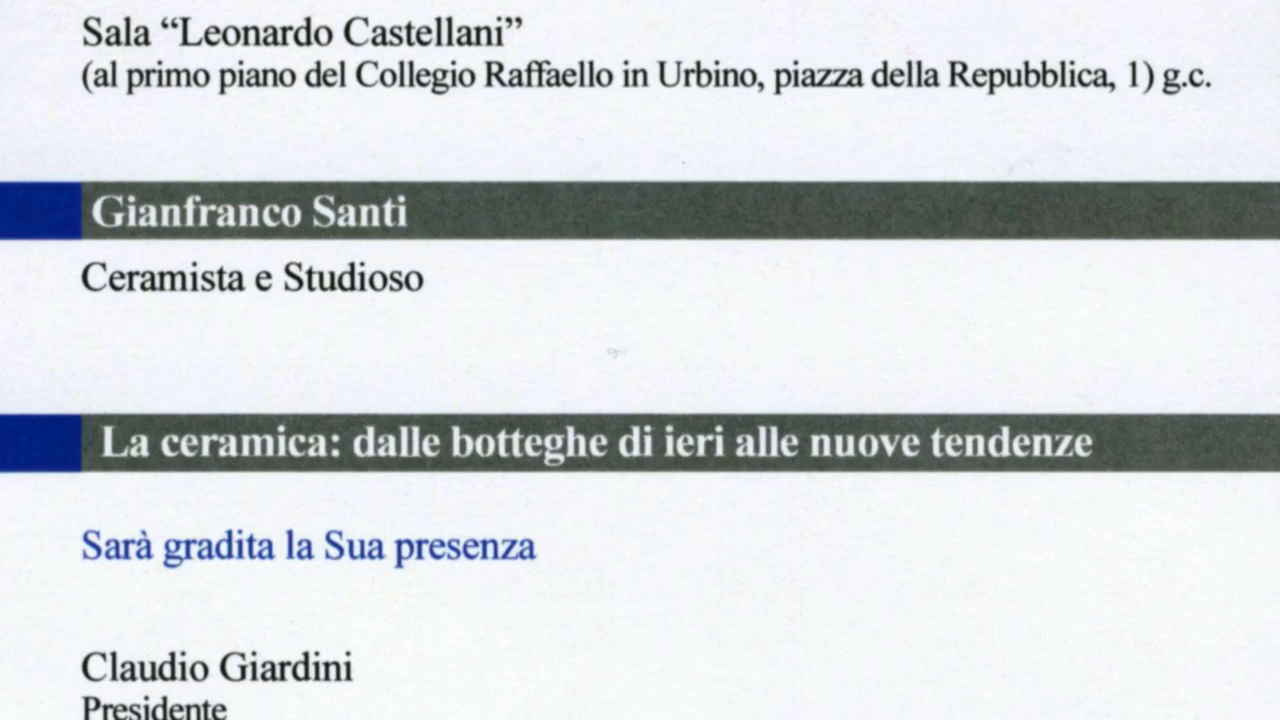 Sala “Leonardo Castellani”
(al primo piano del Collegio Raffaello in Urbino, piazza della Repubblica, 1) g.c.
Gianfranco Santi
Ceramista e Studioso
La ceramica: dalle botteghe di ieri alle nuove tendenze
Sarà gradita la Sua presenza
Claudio Giardini
Presidente